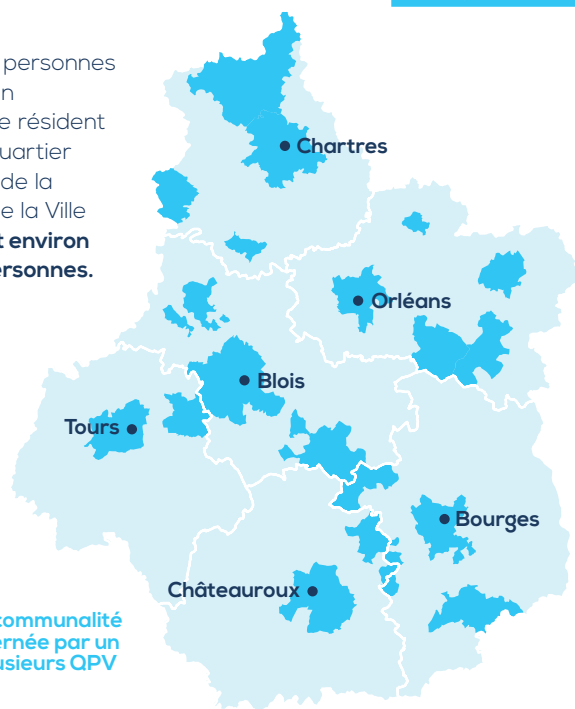 personnes
n
e résident
uartier
de la
e la Ville
t environ
ersonnes.
Chartres
Orléans
Blois
Tours
Bourges
Châteauroux
communalité
ernée par un
usieurs QPV